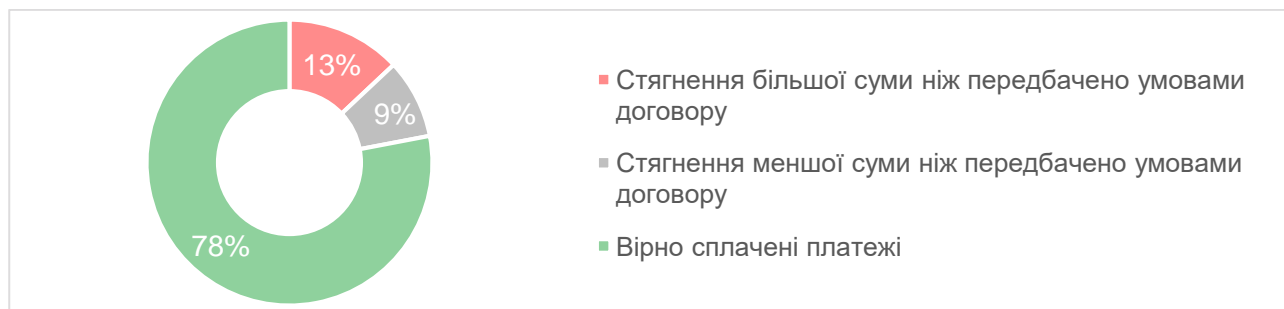 13%
9%
78%
Стягнення більшої суми ніж передбачено умовами
договору
Стягнення меншої суми ніж передбачено умовами
договору
Вірно сплачені платежі